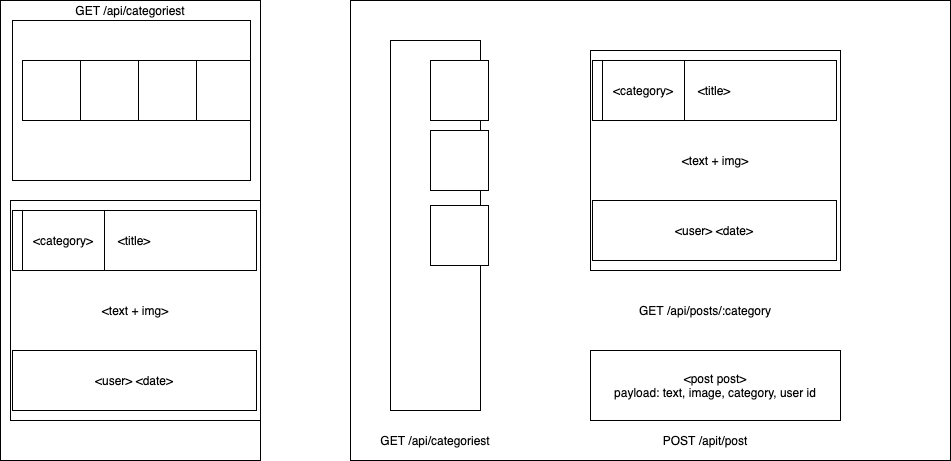 GET /api/categoriest
<category>
<title>
<text + img>
<user> <date>
<category>
<title>
<text + img>
<user> <date>
GET /api/posts/:category
<post post>
payload: text, image, category, user id
GET /api/categoriest
POST /apit/post